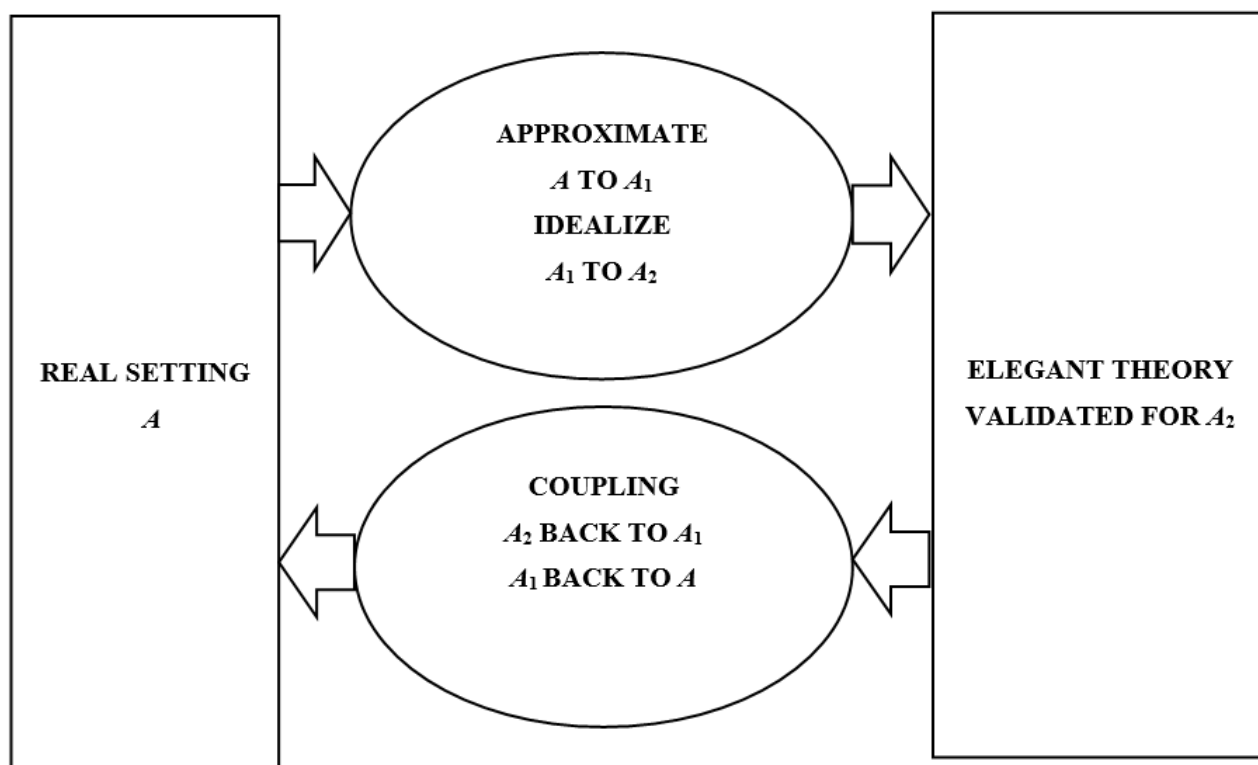 REAL SETTING
A
APPROXIMATE
A TO A₁
IDEALIZE
A₁ TO A₂
COUPLING
A₂ BACK TO A₁
A₁ BACK TO A
ELEGANT THEORY
VALIDATED FOR A₂